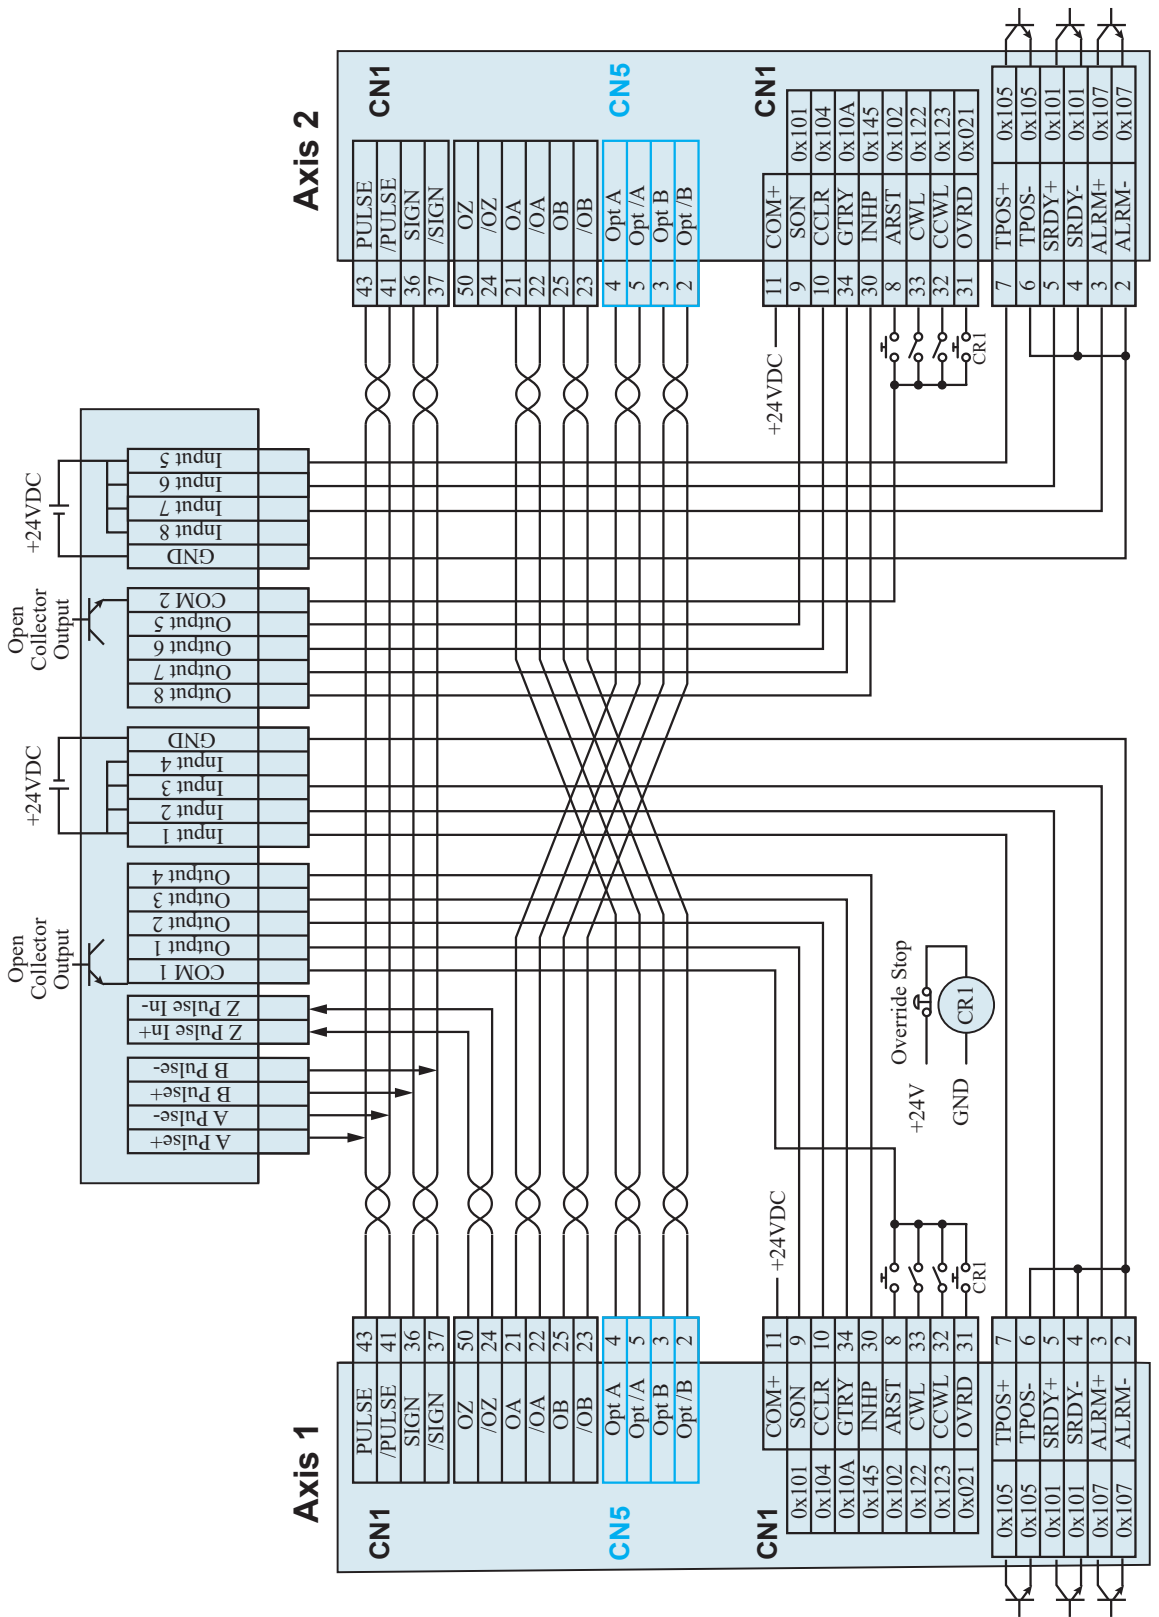 Axis 2
CN1
PULSE 43
/PULSE 41
SIGN 36
/SIGN 37
OZ 50
/OZ 24
OA 21
/OA 22
OB 25
/OB 23
CN5
Opt A 4
Opt /A 5
Opt B 3
Opt /B 2
CN1
COM+ 11
0x101 SON 9
0x104 CCLR 10
0x10A GTRY 34
0x145 INHP 30
0x102 ARST 8
0x122 CWL 33
0x123 CCWL 32
0x021 OVRD 31
0x105 TPOS+ 7
0x105 TPOS- 6
0x101 SRDY+ 5
0x101 SRDY- 4
0x107 ALRM+ 3
0x107 ALRM- 2
+24VDC
CR1
+24VDC
Input 5
Input 6
Input 7
Input 8
GND
Open
Collector
Output
COM 2
Output 5
Output 6
Output 7
Output 8
+24VDC
GND
Input 4
Input 3
Input 2
Input 1
Open
Collector
Output
Output 4
Output 3
Output 2
Output 1
COM 1
Z Pulse In-
Z Pulse In+
B Pulse-
B Pulse+
A Pulse-
A Pulse+
Override Stop
+24V
GND
CR1
+24VDC
CR1
Axis 1
CN1
PULSE 43
/PULSE 41
SIGN 36
/SIGN 37
OZ 50
/OZ 24
OA 21
/OA 22
OB 25
/OB 23
CN5
Opt A 4
Opt /A 5
Opt B 3
Opt /B 2
CN1
COM+ 11
0x101 SON 9
0x104 CCLR 10
0x10A GTRY 34
0x145 INHP 30
0x102 ARST 8
0x122 CWL 33
0x123 CCWL 32
0x021 OVRD 31
0x105 TPOS+ 7
0x105 TPOS- 6
0x101 SRDY+ 5
0x101 SRDY- 4
0x107 ALRM+ 3
0x107 ALRM- 2